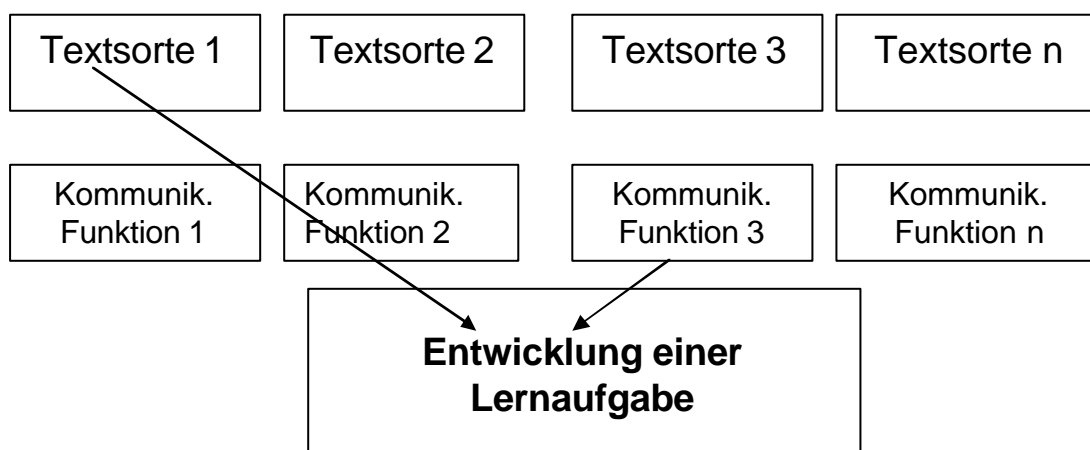 Textsorte 1
Textsorte 2
Textsorte 3
Textsorte n
Kommunik.
Funktion 1
Kommunik.
Funktion 2
Kommunik.
Funktion 3
Kommunik.
Funktion n
Entwicklung einer
Lernaufgabe